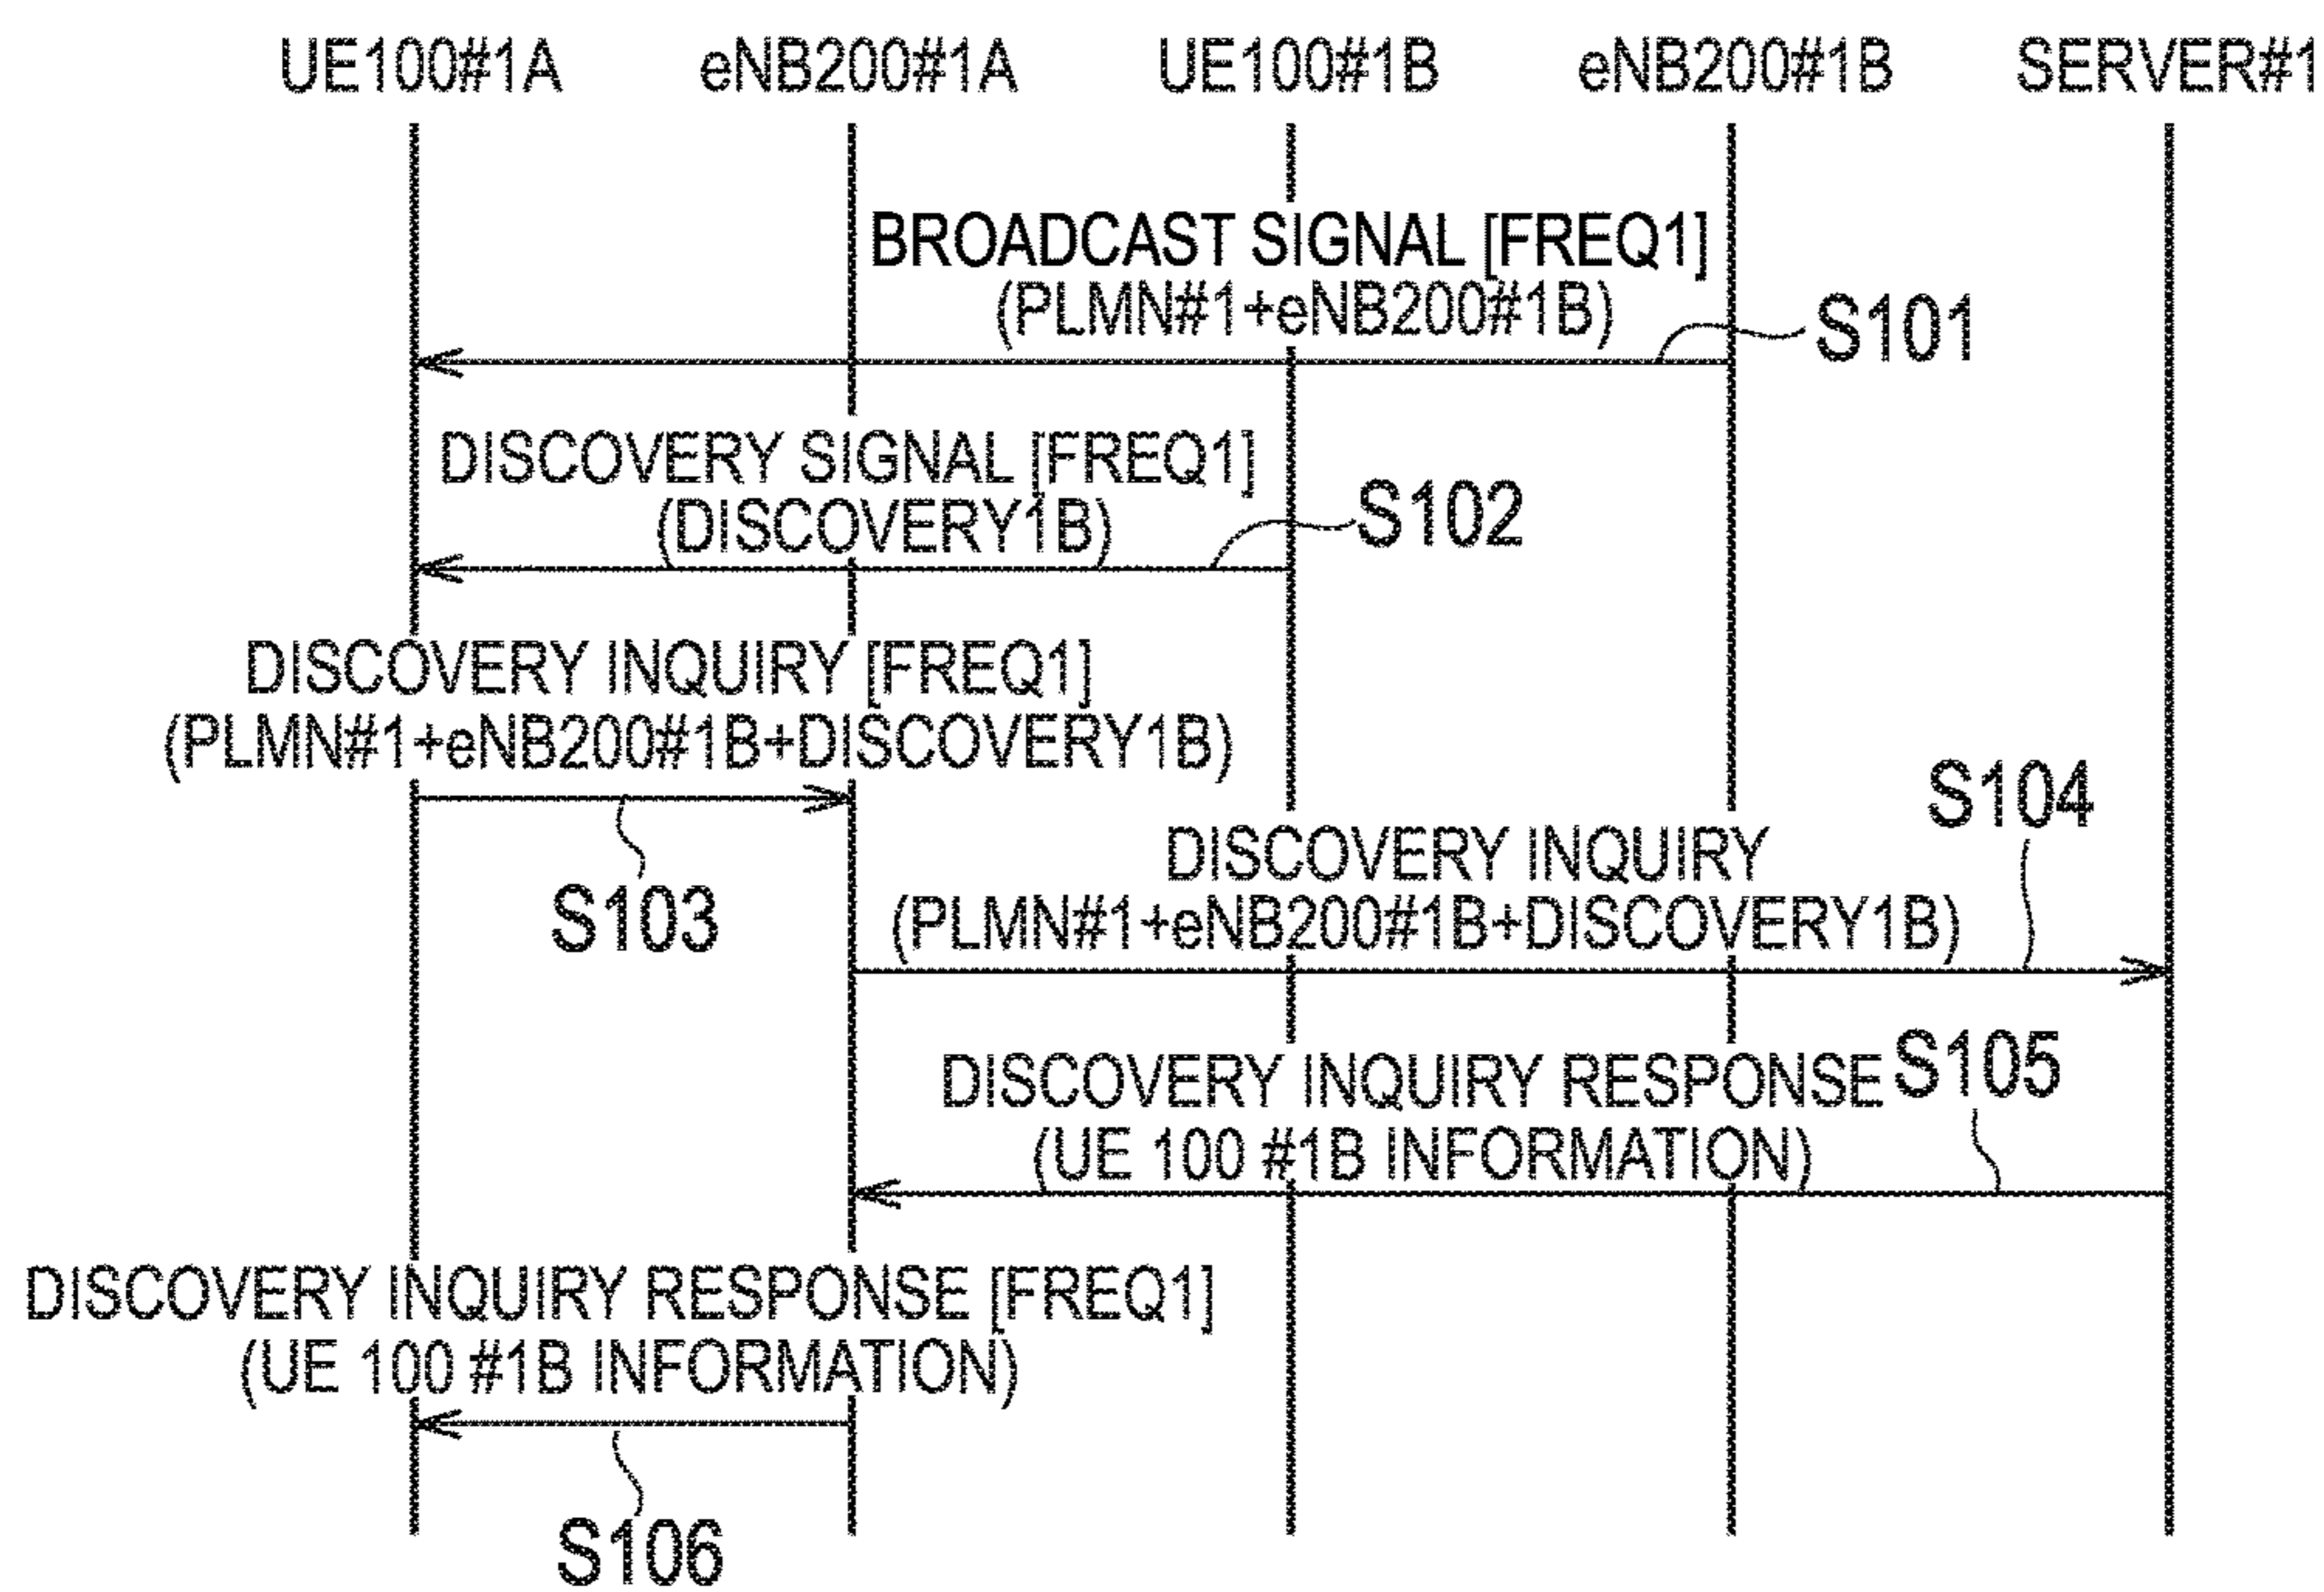 UE100#1A eNB200#1A UE100#1B eNB200#1B SERVER#1
BROADCAST SIGNAL [FREQ1]
(PLMN#1+eNB200#1B)
S101
DISCOVERY SIGNAL [FREQ1]
(DISCOVERY1B)
S102
DISCOVERY INQUIRY [FREQ1]
(PLMN#1+eNB200#1B+DISCOVERY1B)
S103
S104
DISCOVERY INQUIRY
(PLMN#1+eNB200#1B+DISCOVERY1B)
DISCOVERY INQUIRY RESPONSE
S105
(UE 100 #1B INFORMATION)
DISCOVERY INQUIRY RESPONSE [FREQ1]
(UE 100 #1B INFORMATION)
S106